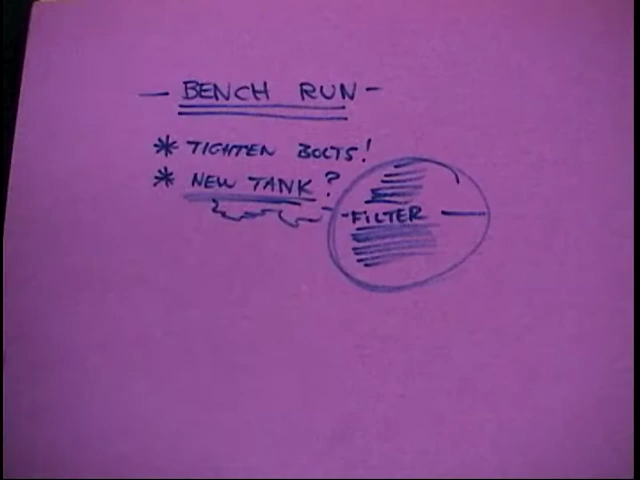 - BENCH RUN -
* TIGHTEN BOLTS!
* NEW TANK?
-FiLTER